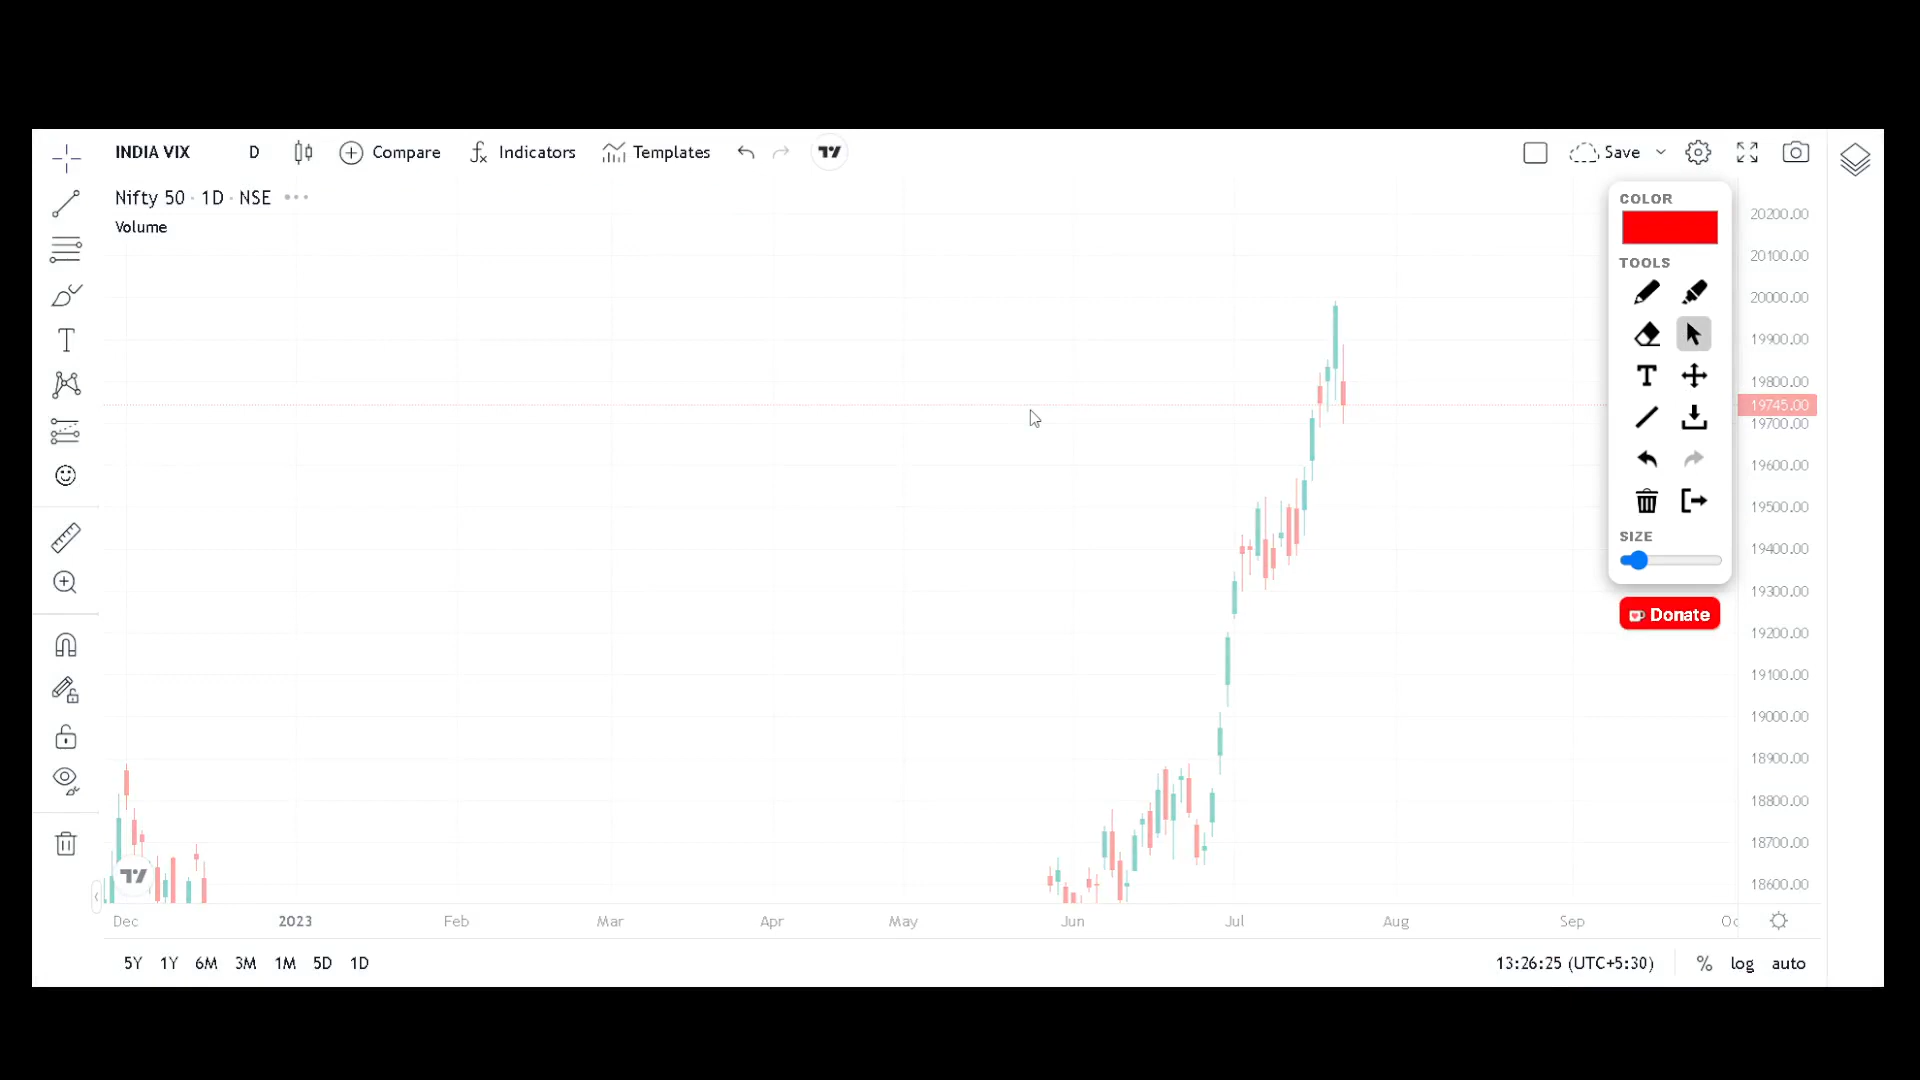 INDIA VIX D Compare Indicators Templates Save
Nifty 50 · 1D · NSE
Volume
COLOR
TOOLS
SIZE
Donate
20200.00
20100.00
20000.00
19900.00
19800.00
19745.00
19700.00
19600.00
19500.00
19400.00
19300.00
19200.00
19100.00
19000.00
18900.00
18800.00
18700.00
18600.00
Dec 2023 Feb Mar Apr May Jun Jul Aug Sep Oc
5Y 1Y 6M 3M 1M 5D 1D 13:26:25 (UTC+5:30) % log auto